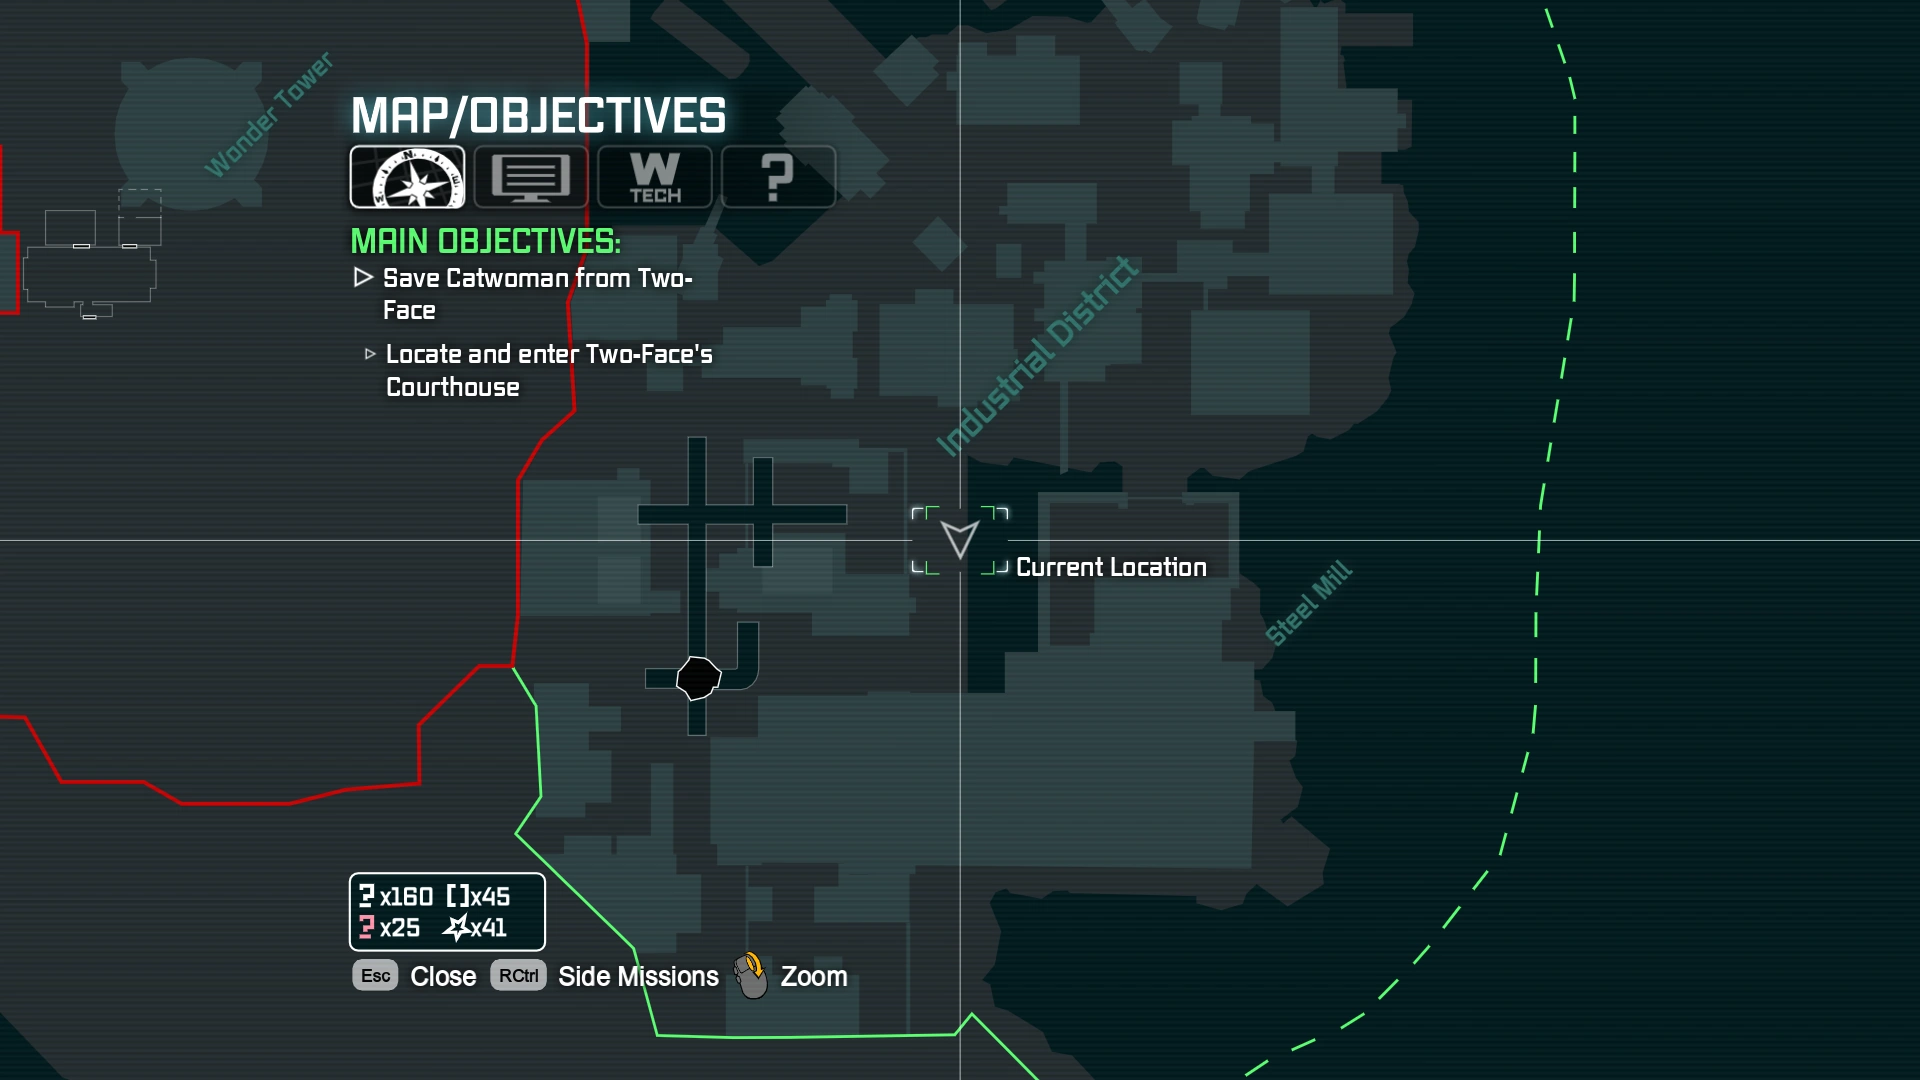 Wonder Tower
MAP/OBJECTIVES
W
TECH
?
MAIN OBJECTIVES:
Save Catwoman from Two-
Face
Locate and enter Two-Face's
Courthouse
Industrial District
Current Location
Steel Mill
? x160 []x45
? x25 x41
Esc Close RCtrl Side Missions Zoom